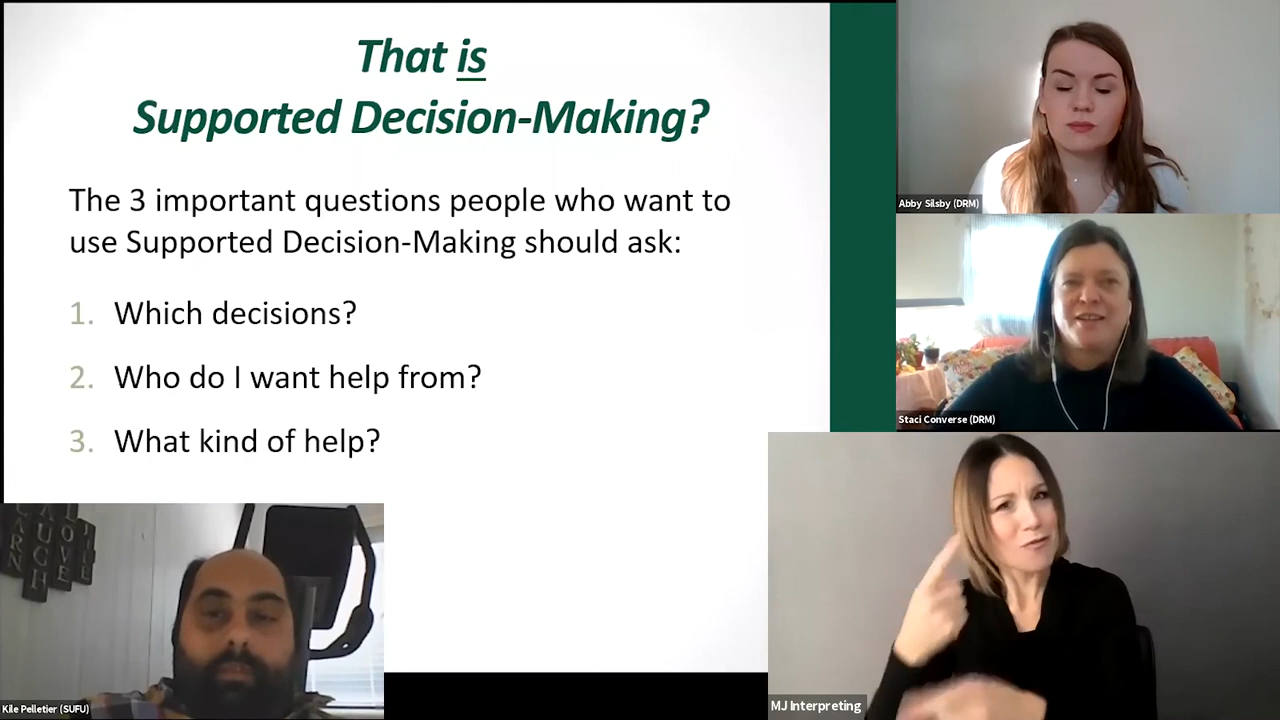 That is
Supported Decision-Making?
The 3 important questions people who want to
use Supported Decision-Making should ask:
1. Which decisions?
2. Who do I want help from?
3. What kind of help?
Abby Silsby (DRM)
Staci Converse (DRM)
MJ Interpreting
Kile Pelletier (SUFU)
LAUGH
LOVE